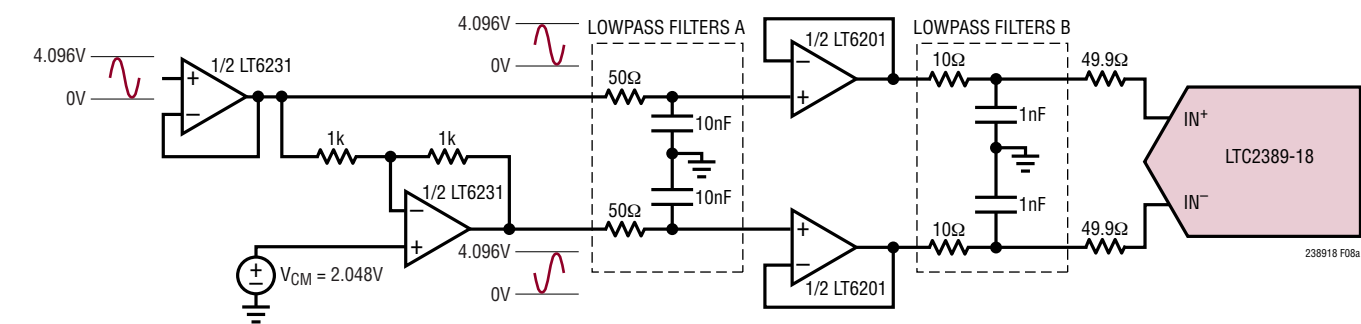 4.096V
0V
1/2 LT6231
1k
1k
1/2 LT6231
V_CM = 2.048V
4.096V
0V
4.096V
0V
LOWPASS FILTERS A
50Ω
10nF
10nF
50Ω
1/2 LT6201
1/2 LT6201
LOWPASS FILTERS B
10Ω
1nF
1nF
10Ω
49.9Ω
49.9Ω
IN+
IN−
LTC2389-18
238918 F08a